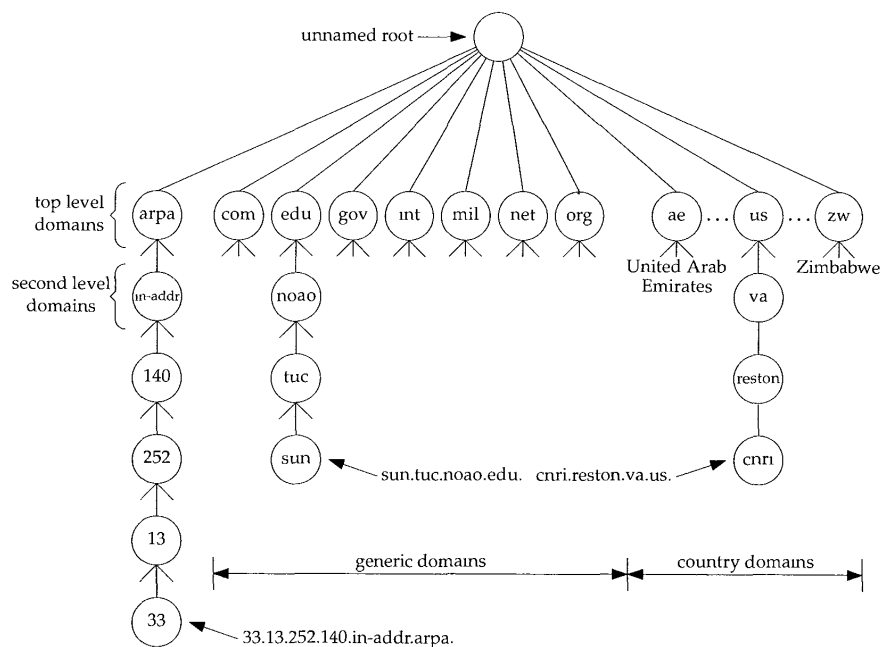 unnamed root
top level
domains
arpa com edu gov int mil net org ae ... us ... zw
United Arab
Emirates
Zimbabwe
second level
domains
in-addr noao va
140 tuc reston
252 sun cnri
sun.tuc.noao.edu. cnri.reston.va.us.
13
generic domains country domains
33
33.13.252.140.in-addr.arpa.